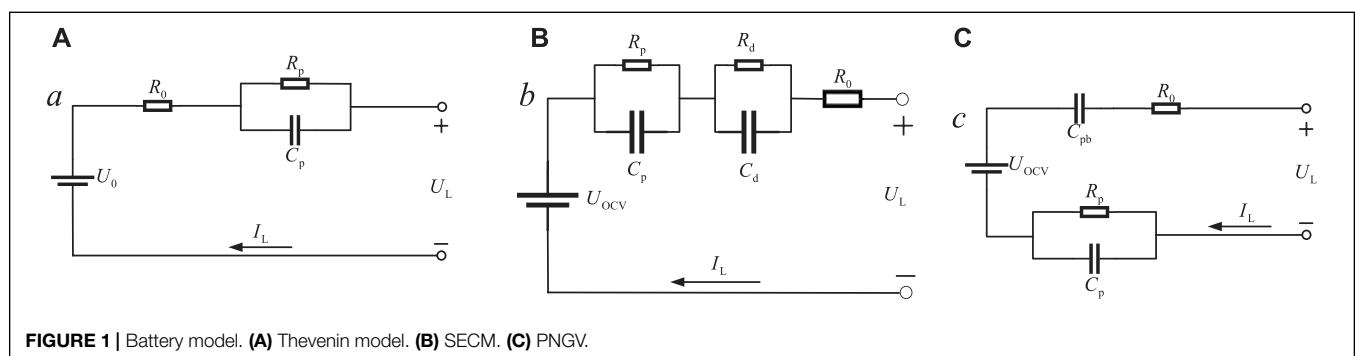 A
B
C
a
R0
Rp
Cp
U0
+
UL
IL
−
b
Rp
Rd
R0
Cp
Cd
UOCV
+
UL
IL
−
c
Cpb
R0
UOCV
+
UL
Rp
IL
−
Cp
FIGURE 1 | Battery model. (A) Thevenin model. (B) SECM. (C) PNGV.